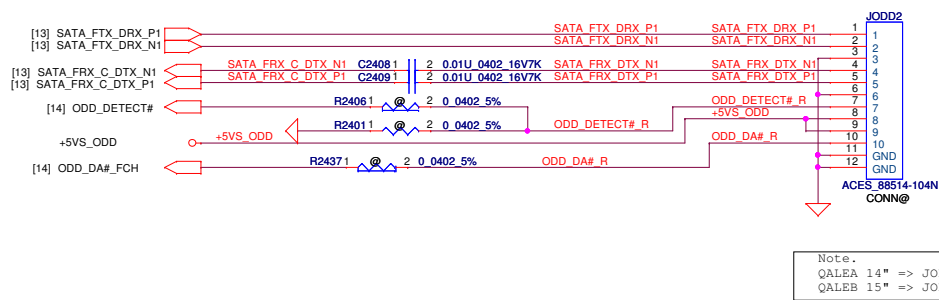 JODD2
[13] SATA_FTX_DRX_P1 SATA_FTX_DRX_P1 SATA_FTX_DRX_P1 1 1
[13] SATA_FTX_DRX_N1 SATA_FTX_DRX_N1 SATA_FTX_DRX_N1 2 2
3 3
[13] SATA_FRX_C_DTX_N1 SATA_FRX_C_DTX_N1 C2408 1 2 0.01U_0402_16V7K SATA_FRX_DTX_N1 SATA_FRX_DTX_N1 4 4
[13] SATA_FRX_C_DTX_P1 SATA_FRX_C_DTX_P1 C2409 1 2 0.01U_0402_16V7K SATA_FRX_DTX_P1 SATA_FRX_DTX_P1 5 5
6 6
[14] ODD_DETECT# R2406 1 @ 2 0_0402_5% ODD_DETECT#_R 7 7
R2401 1 @ 2 0_0402_5% ODD_DETECT#_R +5VS_ODD 8 8
9 9
+5VS_ODD +5VS_ODD ODD_DA#_R 10 10
11 GND
[14] ODD_DA#_FCH R2437 1 @ 2 0_0402_5% ODD_DA#_R 12 GND
ACES_88514-104N
CONN@
Note.
QALEA 14" => JO
QALEB 15" => JO